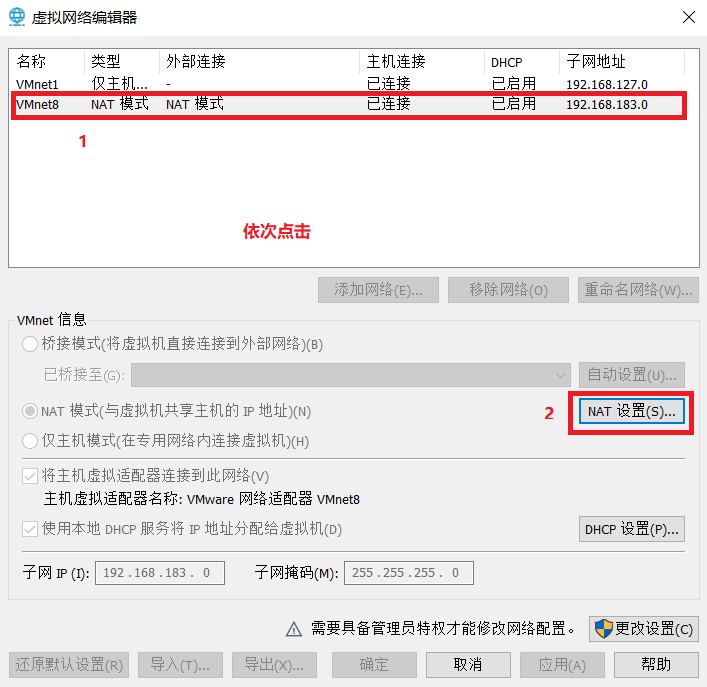 虚拟网络编辑器
名称 类型 外部连接 主机连接 DHCP 子网地址
VMnet1 仅主机... - 已连接 已启用 192.168.127.0
VMnet8 NAT 模式 NAT 模式 已连接 已启用 192.168.183.0
1
依次点击
添加网络(E)... 移除网络(O) 重命名网络(W)...
VMnet 信息
桥接模式(将虚拟机直接连接到外部网络)(B)
已桥接至(G): 自动设置(U)...
NAT 模式(与虚拟机共享主机的 IP 地址)(N) 2 NAT 设置(S)...
仅主机模式(在专用网络内连接虚拟机)(H)
将主机虚拟适配器连接到此网络(V)
主机虚拟适配器名称: VMware 网络适配器 VMnet8
使用本地 DHCP 服务将 IP 地址分配给虚拟机(D) DHCP 设置(P)...
子网 IP (I): 192.168.183. 0 子网掩码(M): 255.255.255. 0
需要具备管理员特权才能修改网络配置。 更改设置(C)
还原默认设置(R) 导入(T)... 导出(X)... 确定 取消 应用(A) 帮助